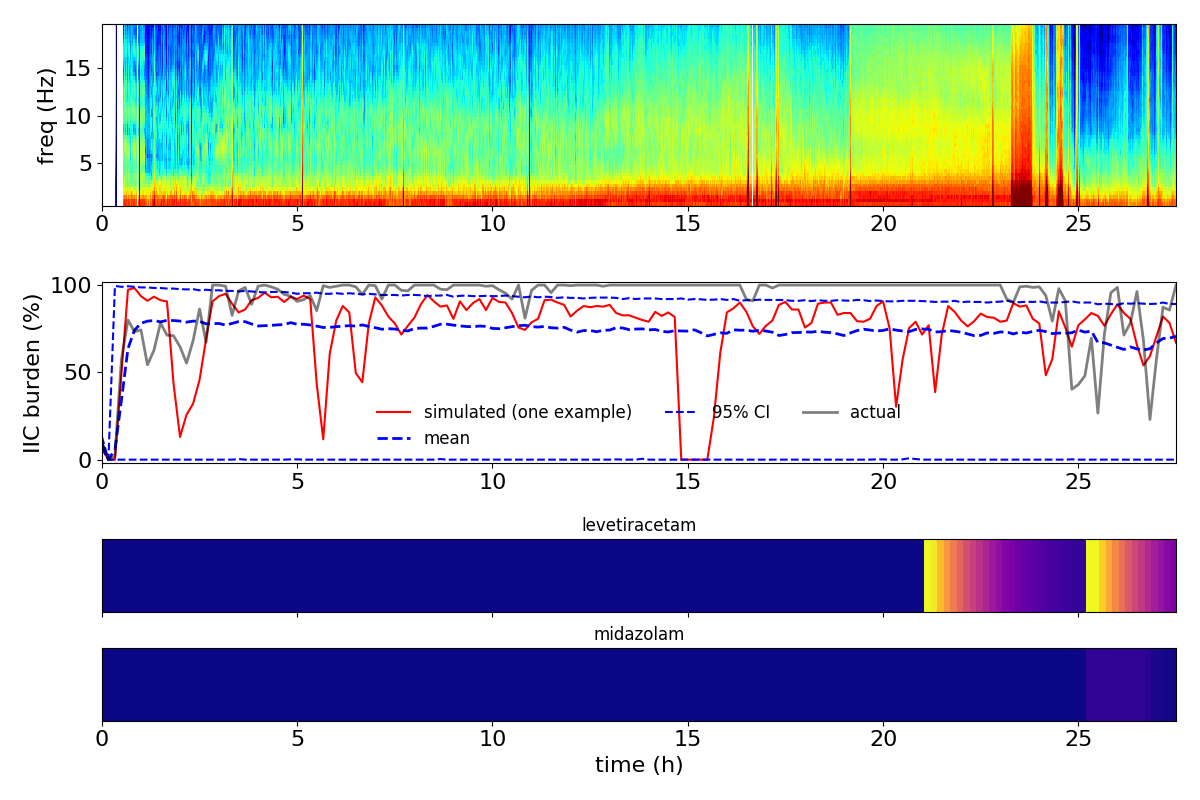 freq (Hz)
15
10
5
0 5 10 15 20 25
IIC burden (%)
100
50
0
simulated (one example) 95% CI actual
mean
0 5 10 15 20 25
levetiracetam
midazolam
0 5 10 15 20 25
time (h)